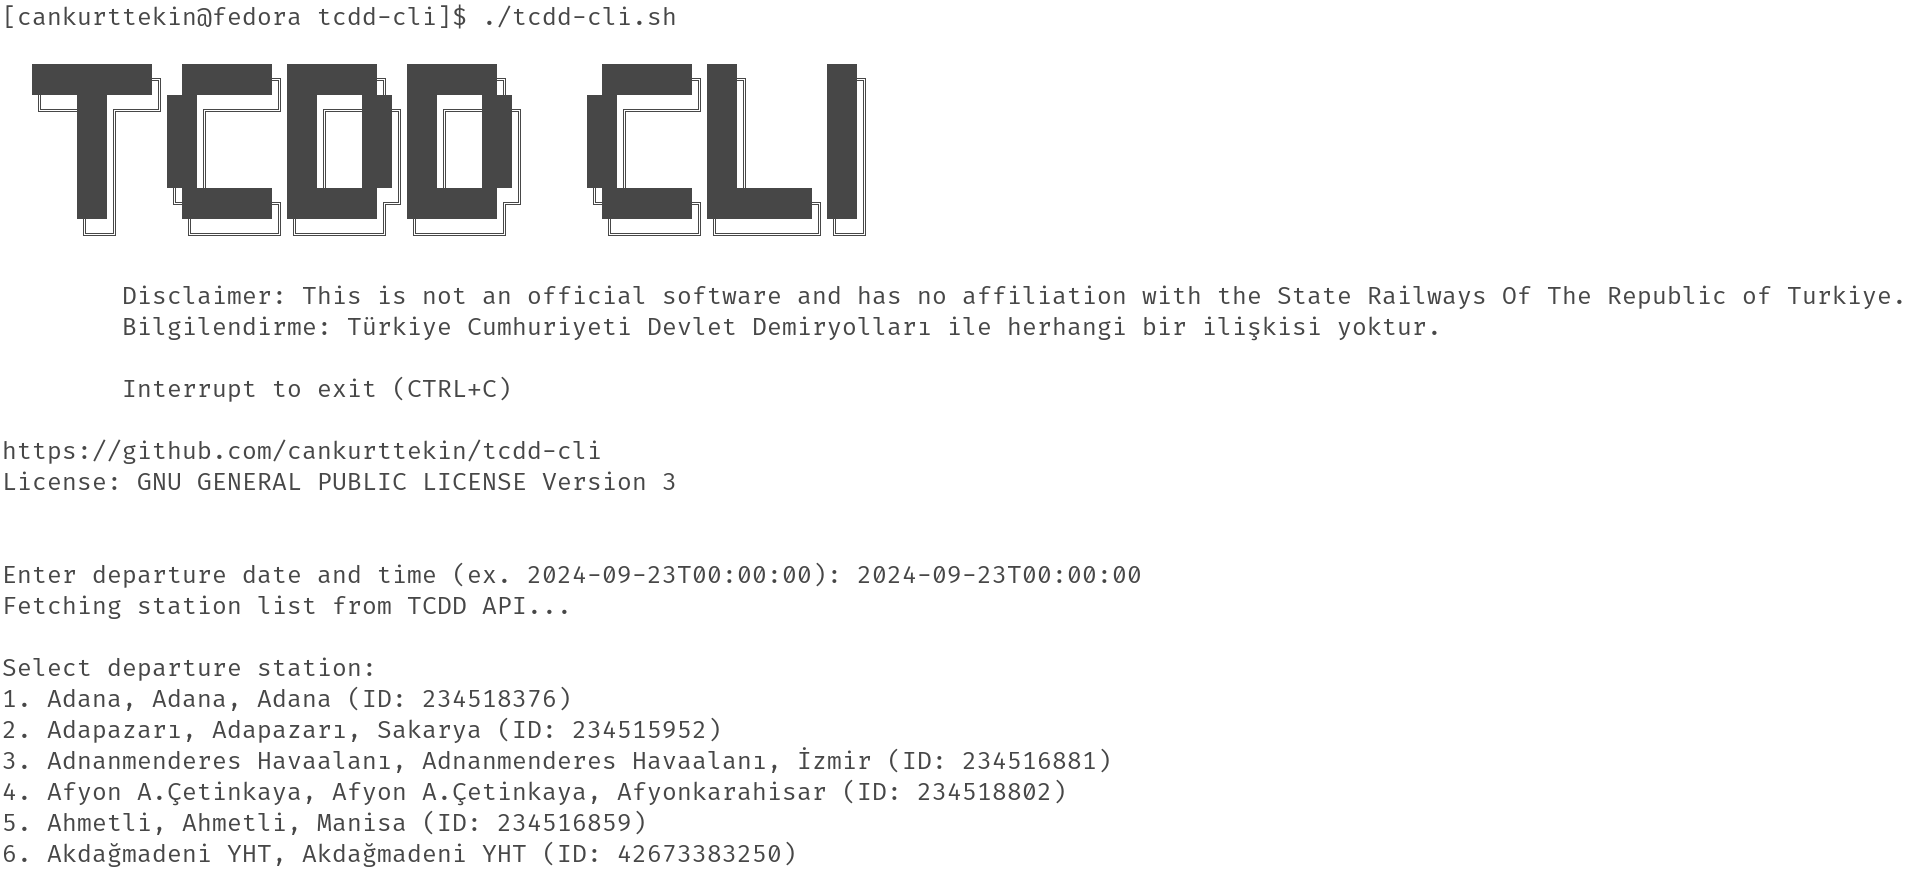 [cankurttekin@fedora tcdd-cli]$ ./tcdd-cli.sh
TCDD CLI
Disclaimer: This is not an official software and has no affiliation with the State Railways Of The Republic of Turkiye.
Bilgilendirme: Türkiye Cumhuriyeti Devlet Demiryolları ile herhangi bir ilişkisi yoktur.
Interrupt to exit (CTRL+C)
https://github.com/cankurttekin/tcdd-cli
License: GNU GENERAL PUBLIC LICENSE Version 3
Enter departure date and time (ex. 2024-09-23T00:00:00): 2024-09-23T00:00:00
Fetching station list from TCDD API...
Select departure station:
1. Adana, Adana, Adana (ID: 234518376)
2. Adapazarı, Adapazarı, Sakarya (ID: 234515952)
3. Adnanmenderes Havaalanı, Adnanmenderes Havaalanı, İzmir (ID: 234516881)
4. Afyon A.Çetinkaya, Afyon A.Çetinkaya, Afyonkarahisar (ID: 234518802)
5. Ahmetli, Ahmetli, Manisa (ID: 234516859)
6. Akdağmadeni YHT, Akdağmadeni YHT (ID: 42673383250)